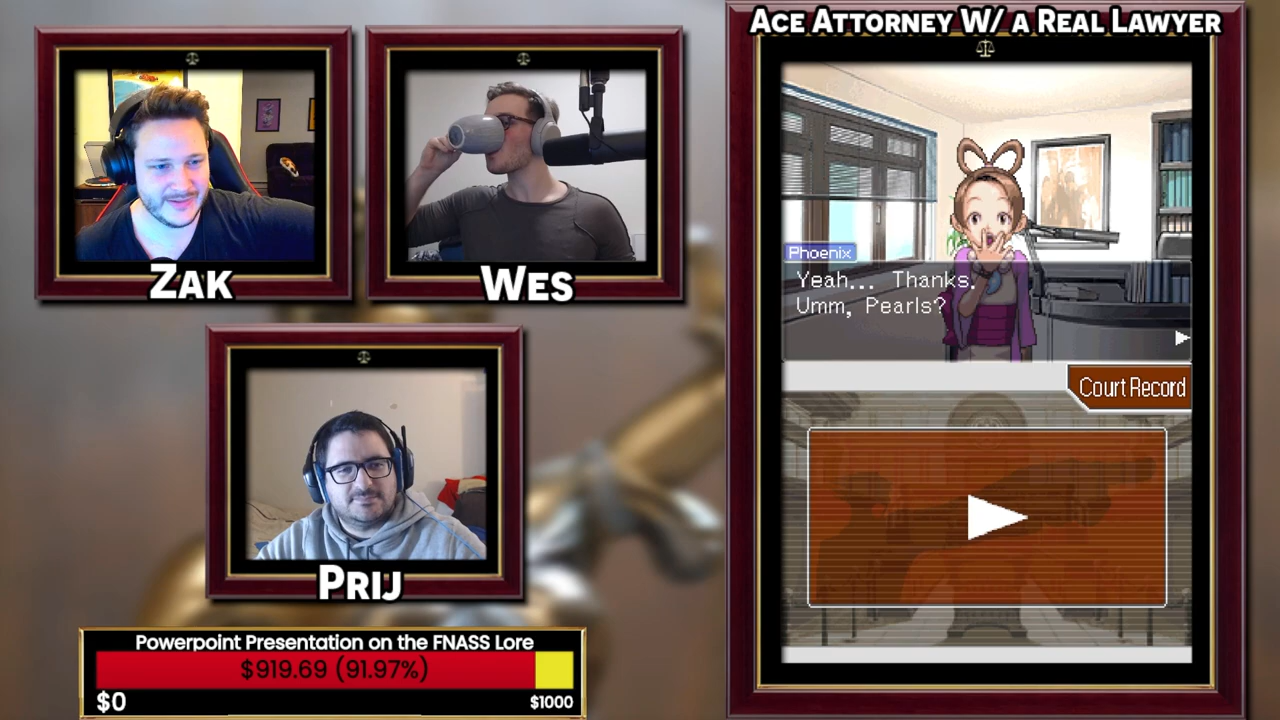 ACE ATTORNEY W/ A REAL LAWYER
ZAK
WES
PRIJ
Phoenix
Yeah... Thanks.
Umm, Pearls?
Court Record
Powerpoint Presentation on the FNASS Lore
$919.69 (91.97%)
$0
$1000